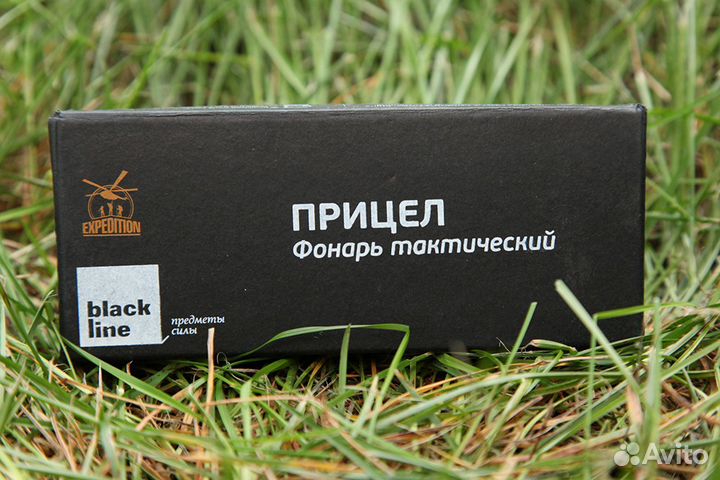 ПРИЦЕЛ
Фонарь тактический
EXPEDITION
black
line
предметы
силы
Avito